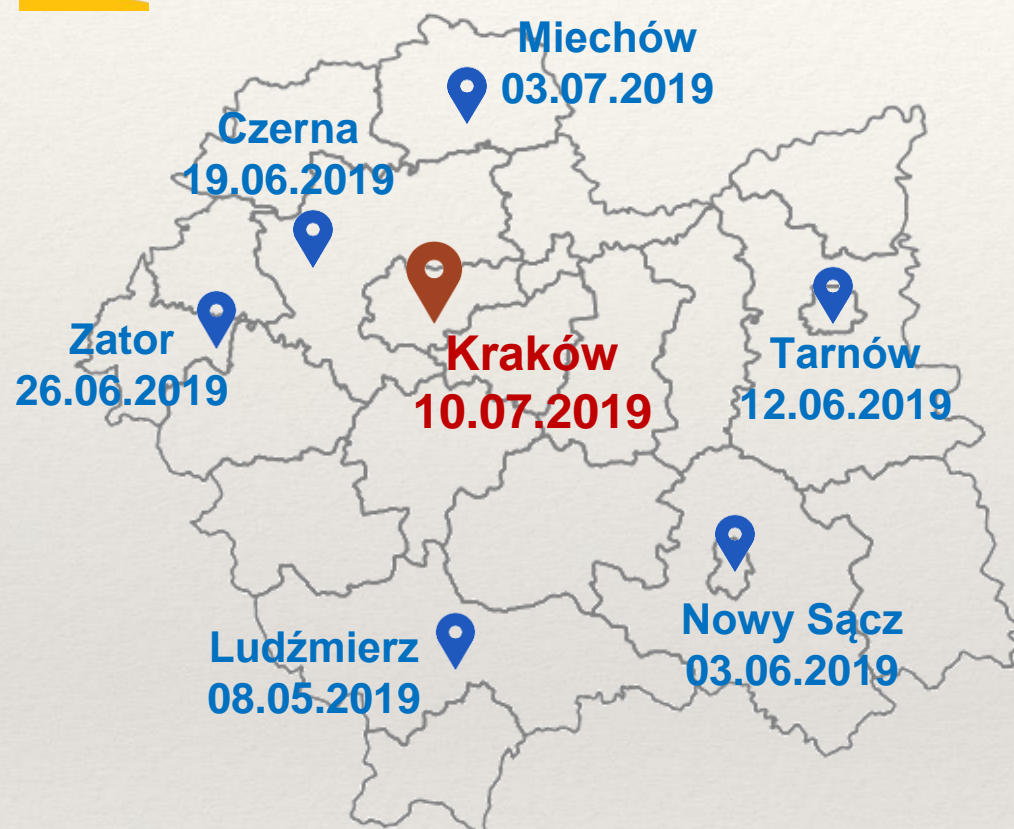 Miechów
03.07.2019
Czerna
19.06.2019
Zator
26.06.2019
Kraków
10.07.2019
Tarnów
12.06.2019
Nowy Sącz
03.06.2019
Ludźmierz
08.05.2019